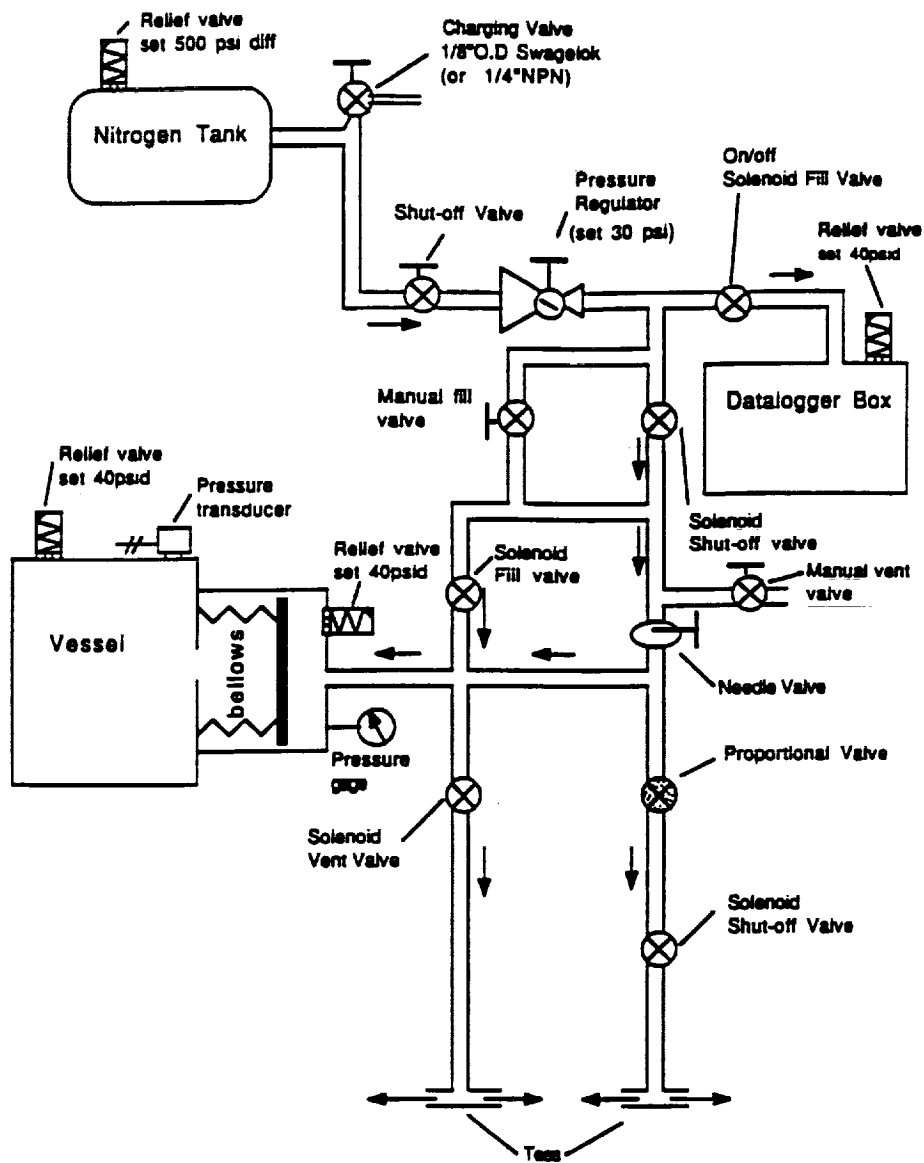 Relief valve
set 500 psi diff
Charging Valve
1/8"O.D Swagelok
(or 1/4"NPN)
Nitrogen Tank
Shut-off Valve
Pressure
Regulator
(set 30 psi)
On/off
Solenoid Fill Valve
Relief valve
set 40psid
Manual fill
valve
Datalogger Box
Relief valve
set 40psid
Pressure
transducer
Solenoid
Fill valve
Relief valve
set 40psid
Solenoid
Shut-off valve
Manual vent
valve
Vessel
bellows
Needle Valve
Pressure
gage
Proportional Valve
Solenoid
Vent Valve
Solenoid
Shut-off Valve
Tees